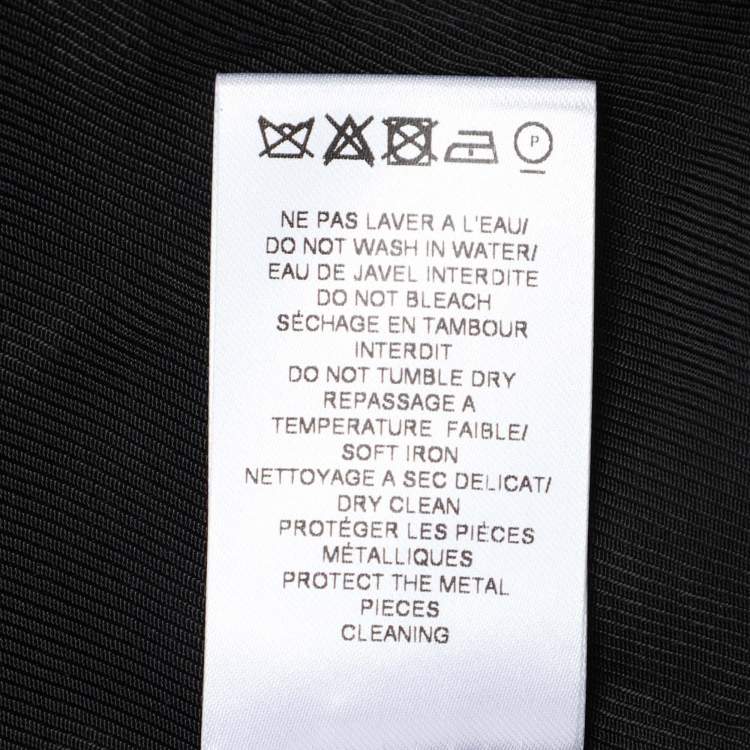 P
NE PAS LAVER A L'EAU/
DO NOT WASH IN WATER/
EAU DE JAVEL INTERDITE
DO NOT BLEACH
SÉCHAGE EN TAMBOUR
INTERDIT
DO NOT TUMBLE DRY
REPASSAGE A
TEMPERATURE FAIBLE/
SOFT IRON
NETTOYAGE A SEC DELICAT/
DRY CLEAN
PROTÉGER LES PIÈCES
MÉTALLIQUES
PROTECT THE METAL
PIECES
CLEANING